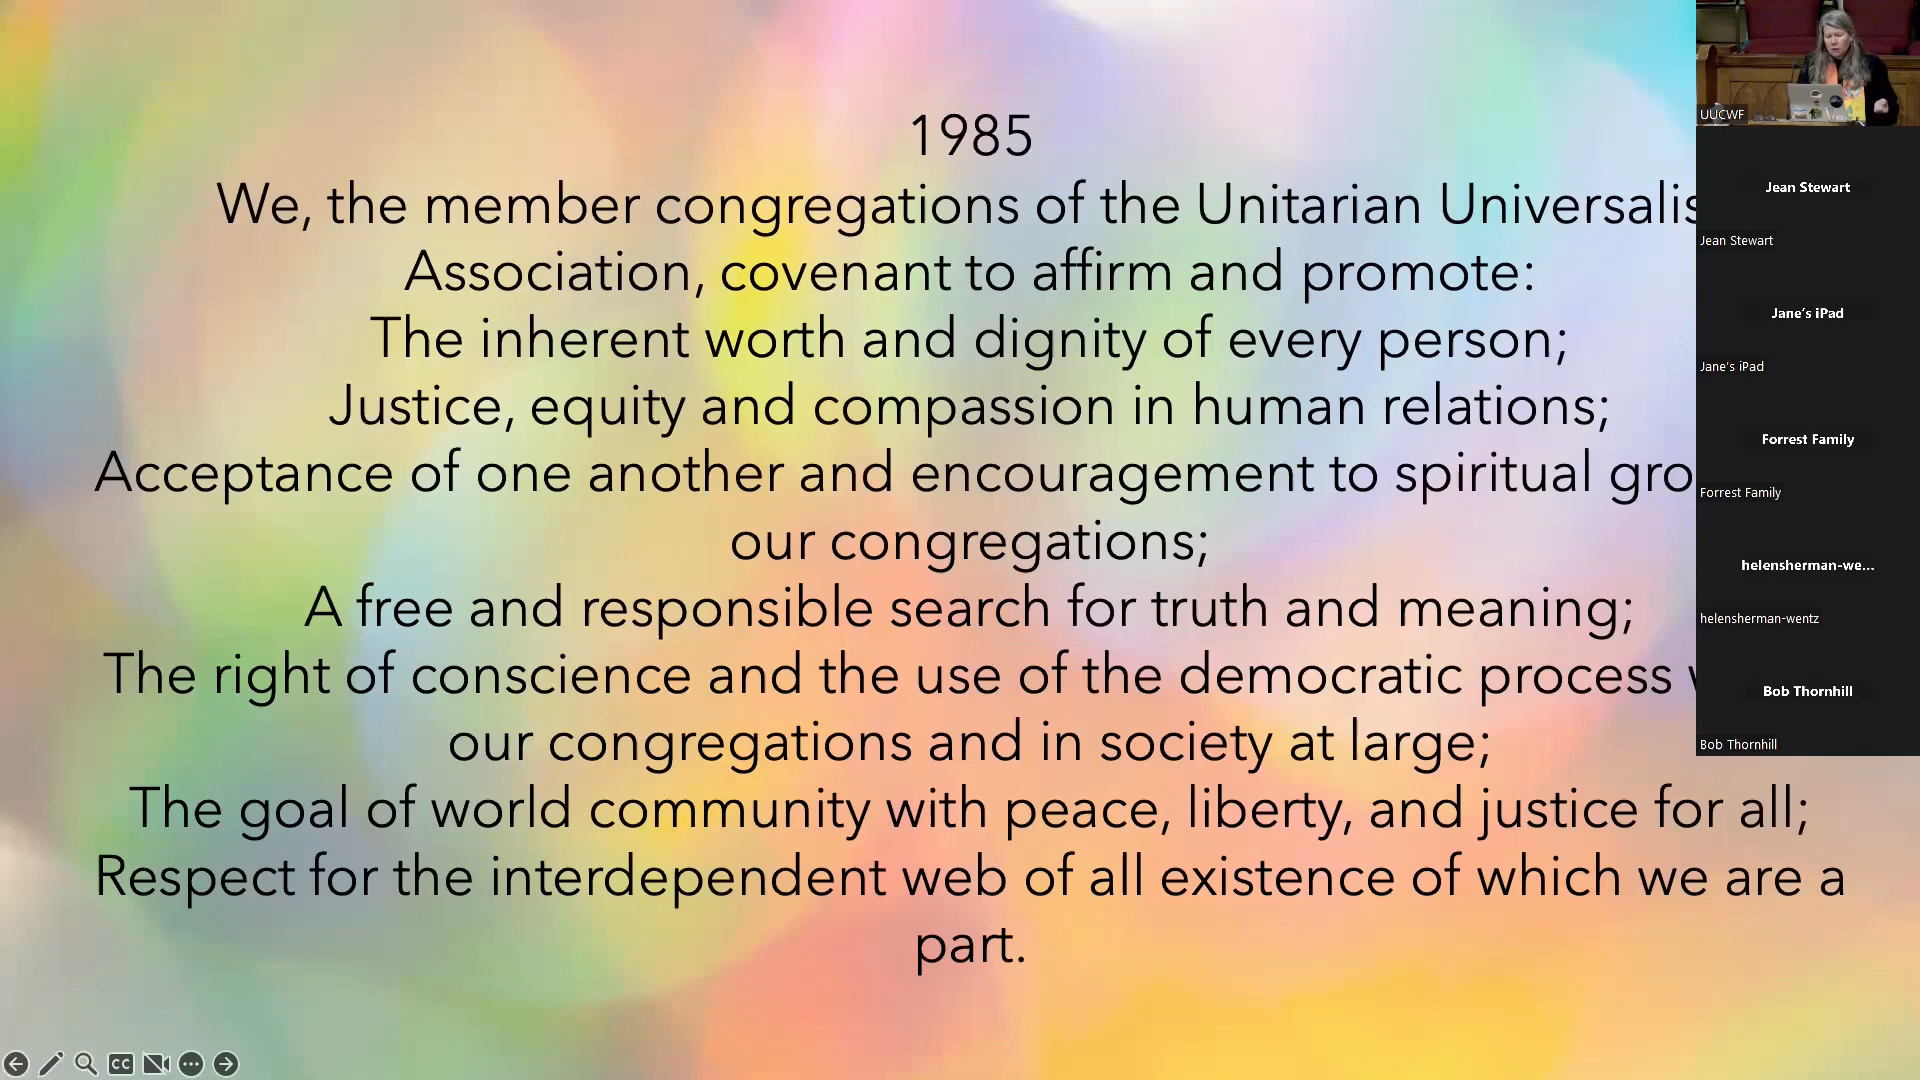 1985
We, the member congregations of the Unitarian Universalis
Association, covenant to affirm and promote:
The inherent worth and dignity of every person;
Justice, equity and compassion in human relations;
Acceptance of one another and encouragement to spiritual gro
our congregations;
A free and responsible search for truth and meaning;
The right of conscience and the use of the democratic process
our congregations and in society at large;
The goal of world community with peace, liberty, and justice for all;
Respect for the interdependent web of all existence of which we are a
part.
UUCWF
Jean Stewart
Jean Stewart
Jane's iPad
Jane's iPad
Forrest Family
Forrest Family
helensherman-we...
helensherman-wentz
Bob Thornhill
Bob Thornhill
CC